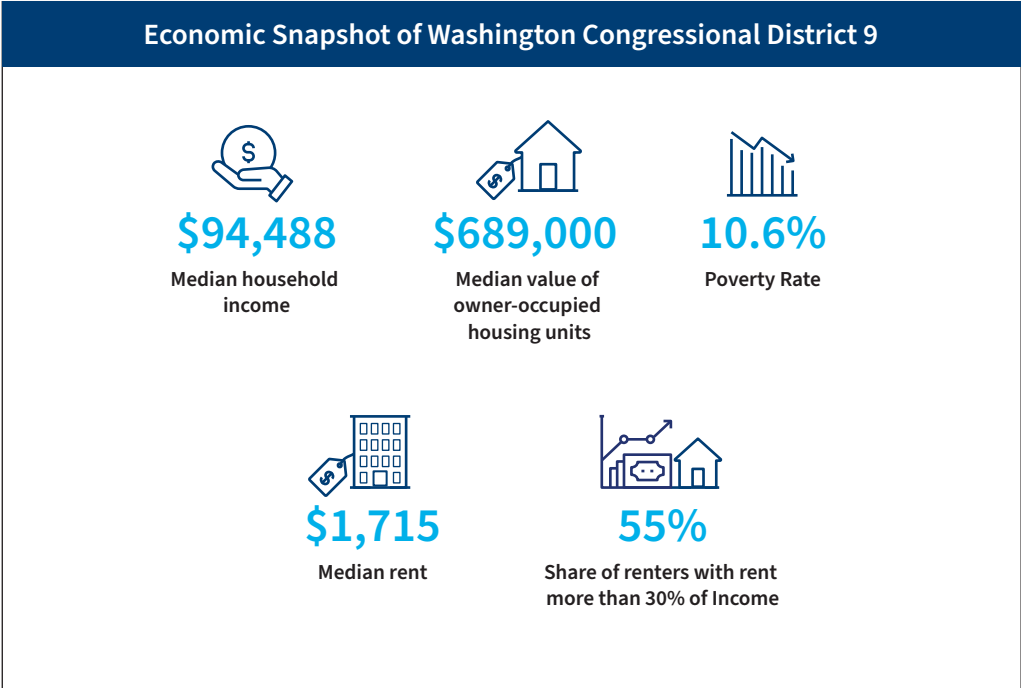 Economic Snapshot of Washington Congressional District 9
$
$
$94,488
Median household
income
$689,000
Median value of
owner-occupied
housing units
10.6%
Poverty Rate
$
$1,715
Median rent
55%
Share of renters with rent
more than 30% of Income